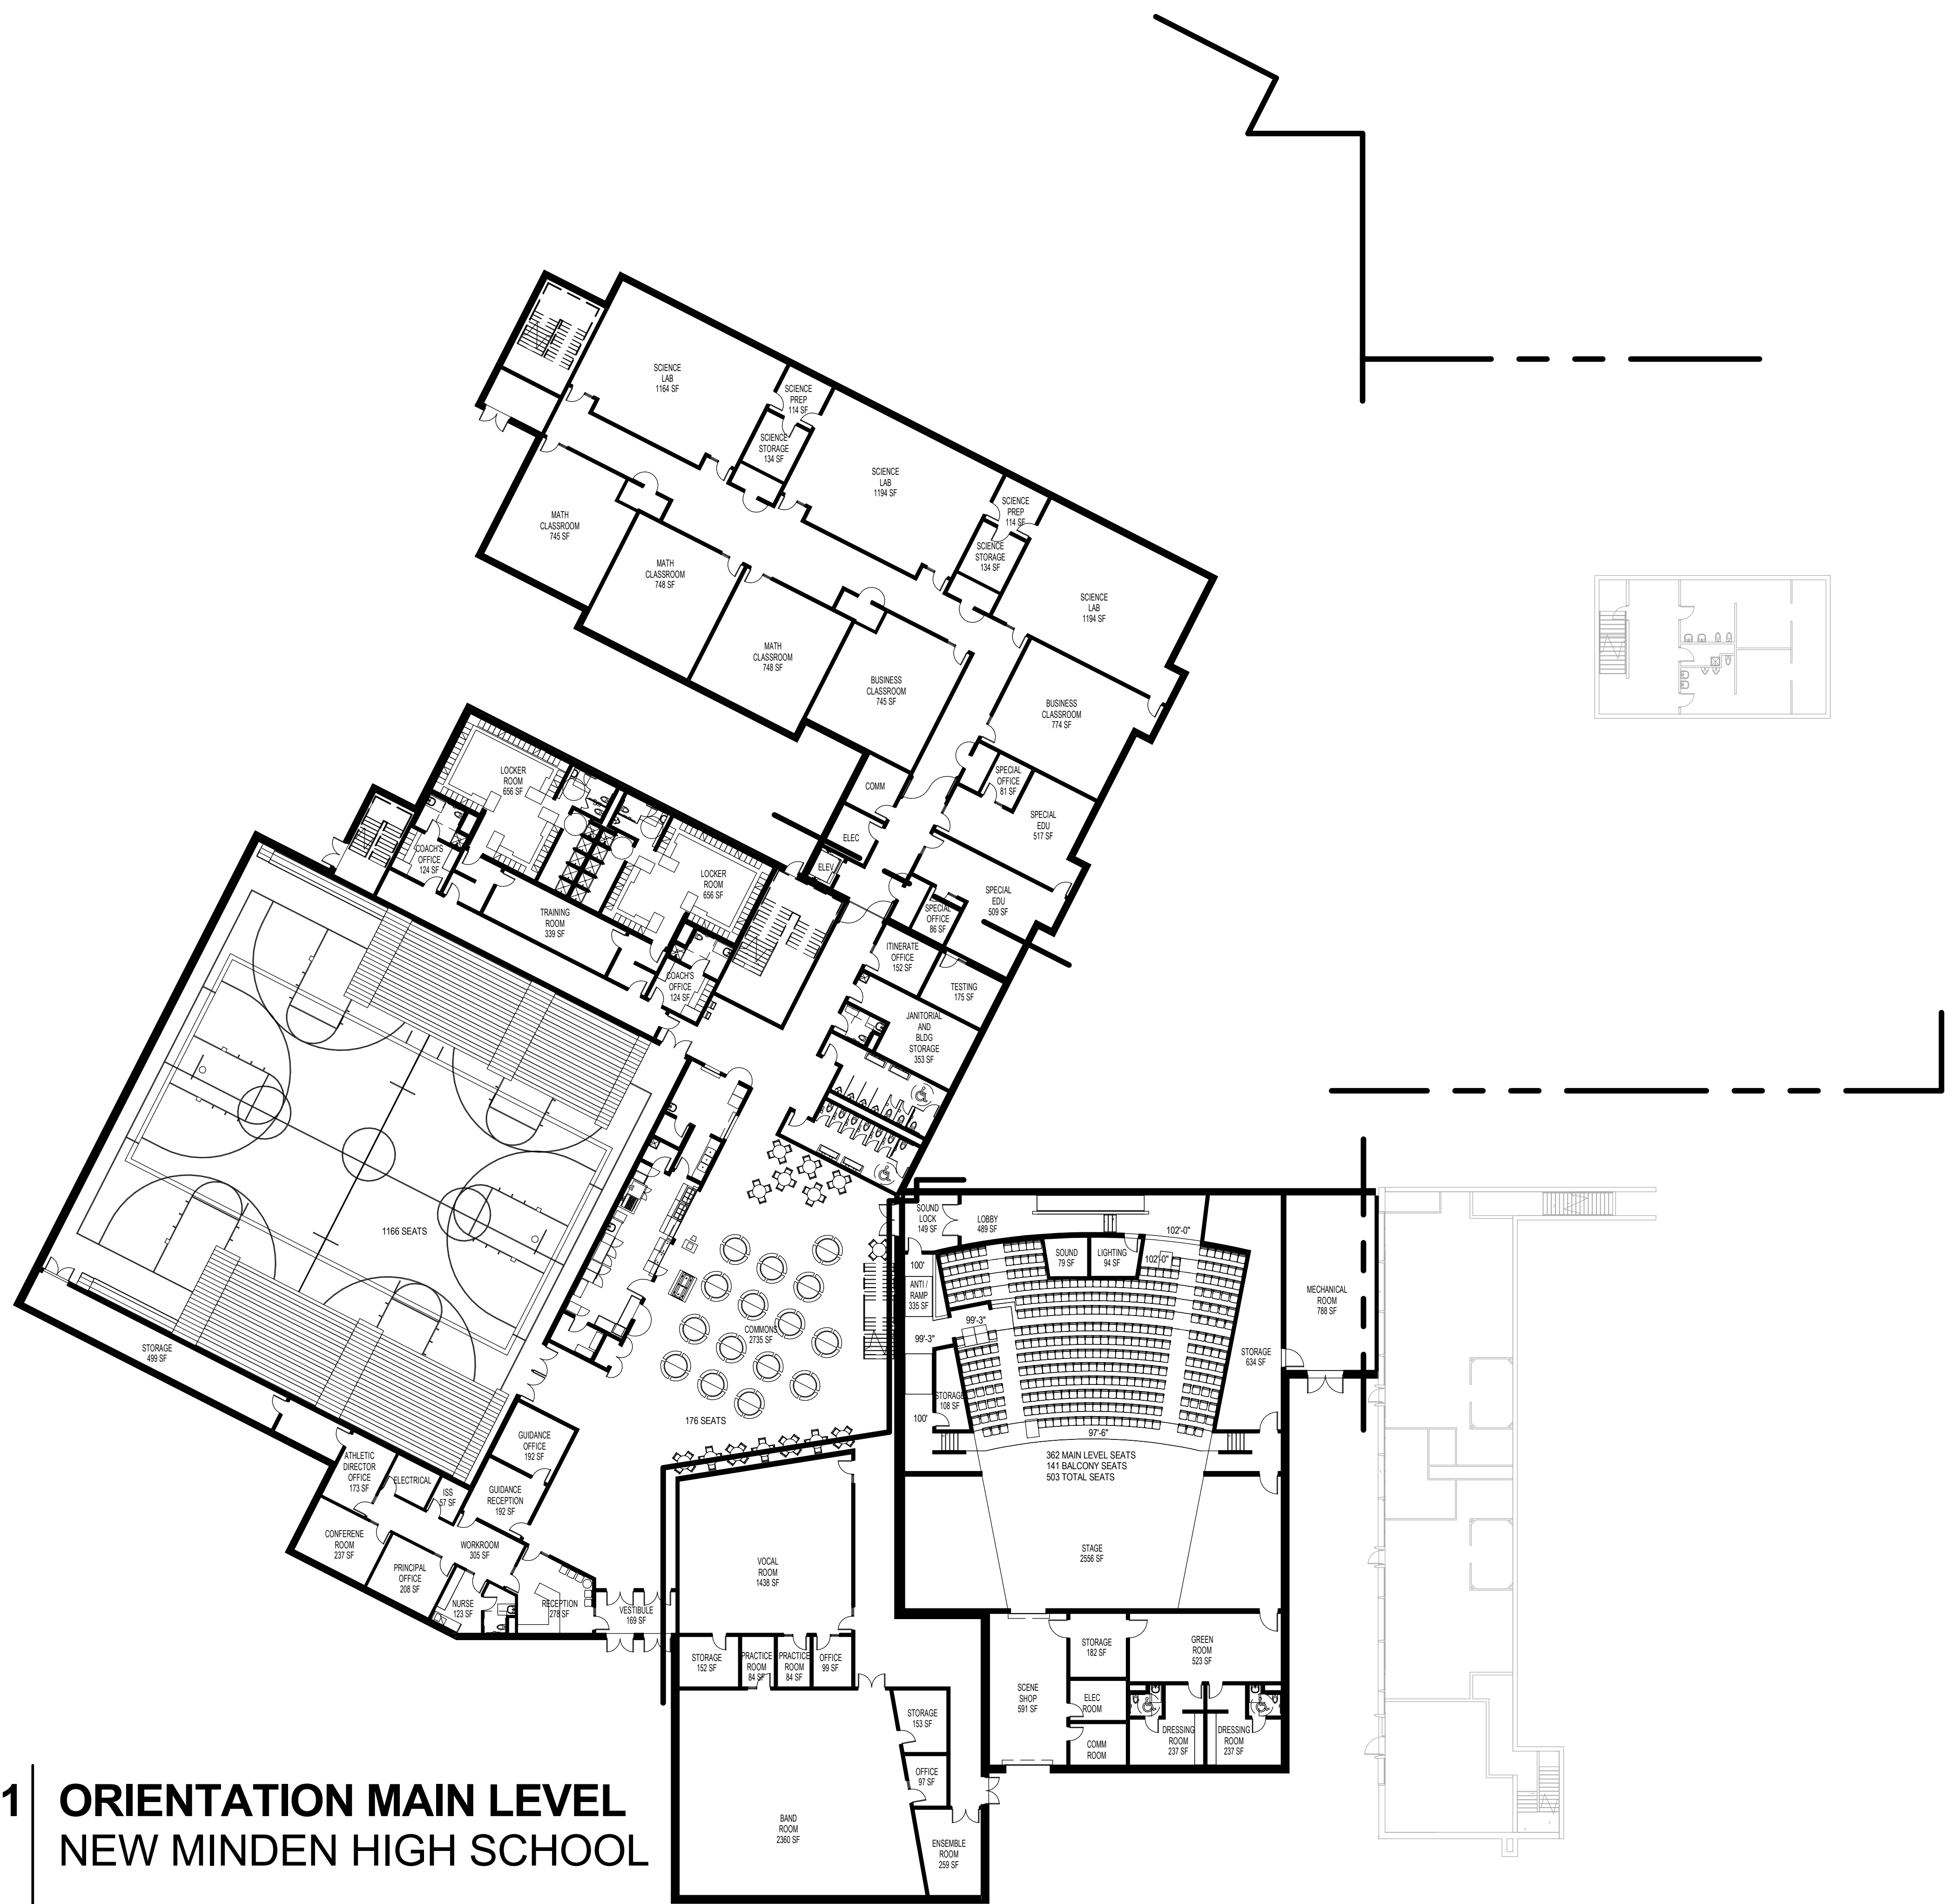 SCIENCE
LAB
1164 SF
SCIENCE
PREP
114 SF
SCIENCE
STORAGE
134 SF
SCIENCE
LAB
1194 SF
SCIENCE
PREP
114 SF
SCIENCE
STORAGE
134 SF
SCIENCE
LAB
1194 SF
MATH
CLASSROOM
745 SF
MATH
CLASSROOM
748 SF
MATH
CLASSROOM
748 SF
BUSINESS
CLASSROOM
745 SF
BUSINESS
CLASSROOM
774 SF
COMM
SPECIAL
OFFICE
81 SF
SPECIAL
EDU
517 SF
ELEC
ELEV
SPECIAL
EDU
509 SF
SPECIAL
OFFICE
86 SF
LOCKER
ROOM
656 SF
COACH'S
OFFICE
124 SF
LOCKER
ROOM
656 SF
TRAINING
ROOM
339 SF
COACH'S
OFFICE
124 SF
ITINERATE
OFFICE
152 SF
TESTING
175 SF
JANITORIAL
AND
BLDG
STORAGE
353 SF
1166 SEATS
STORAGE
499 SF
COMMONS
2735 SF
176 SEATS
SOUND
LOCK
149 SF
LOBBY
489 SF
102'-0"
SOUND
79 SF
LIGHTING
94 SF
102'-0"
100'
ANTI /
RAMP
335 SF
99'-3"
99'-3"
STORAGE
108 SF
100'
97'-6"
STORAGE
634 SF
MECHANICAL
ROOM
788 SF
362 MAIN LEVEL SEATS
141 BALCONY SEATS
503 TOTAL SEATS
STAGE
2556 SF
GUIDANCE
OFFICE
192 SF
ATHLETIC
DIRECTOR
OFFICE
173 SF
ELECTRICAL
ISS
57 SF
GUIDANCE
RECEPTION
192 SF
CONFERENE
ROOM
237 SF
WORKROOM
305 SF
PRINCIPAL
OFFICE
208 SF
NURSE
123 SF
RECEPTION
278 SF
VESTIBULE
169 SF
VOCAL
ROOM
1438 SF
STORAGE
152 SF
PRACTICE
ROOM
84 SF
PRACTICE
ROOM
84 SF
OFFICE
99 SF
STORAGE
182 SF
GREEN
ROOM
523 SF
SCENE
SHOP
591 SF
ELEC
ROOM
COMM
ROOM
DRESSING
ROOM
237 SF
DRESSING
ROOM
237 SF
STORAGE
153 SF
OFFICE
97 SF
BAND
ROOM
2360 SF
ENSEMBLE
ROOM
259 SF
1
ORIENTATION MAIN LEVEL
NEW MINDEN HIGH SCHOOL